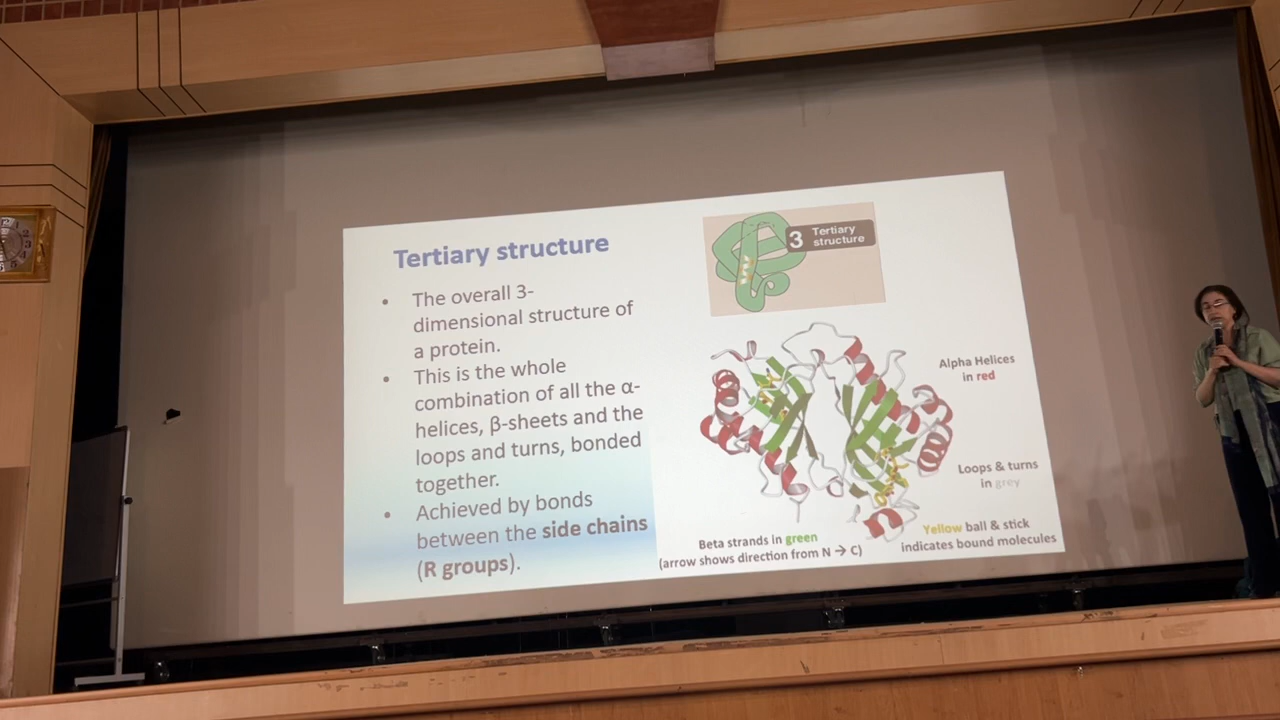 Tertiary structure
• The overall 3-
dimensional structure of
a protein.
• This is the whole
combination of all the α-
helices, β-sheets and the
loops and turns, bonded
together.
• Achieved by bonds
between the side chains
(R groups).
3 Tertiary
structure
Alpha Helices
in red
Loops & turns
in grey
Beta strands in green
(arrow shows direction from N → C)
Yellow ball & stick
indicates bound molecules